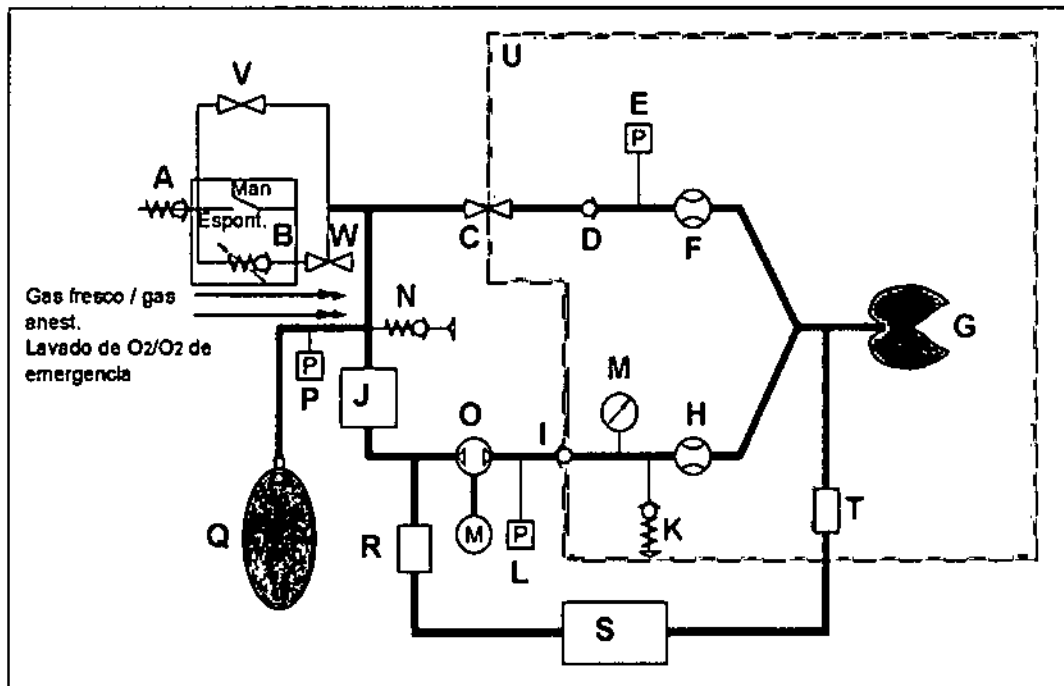 U
V
E
P
A
Man
Espont.
B
W
C
D
F
Gas fresco / gas
anest.
Lavado de O2/O2 de
emergencia
N
G
P
P
J
M
O
I
H
Q
R
M
P
L
K
T
S